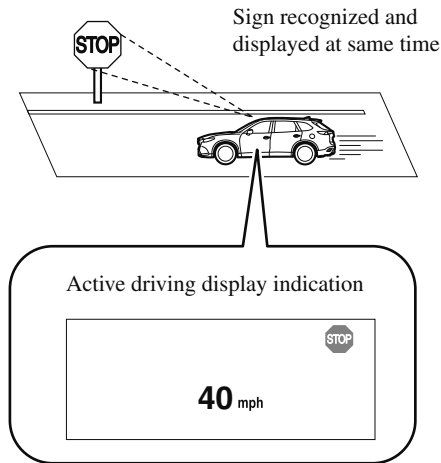 Sign recognized and
displayed at same time
STOP
Active driving display indication
STOP
40 mph